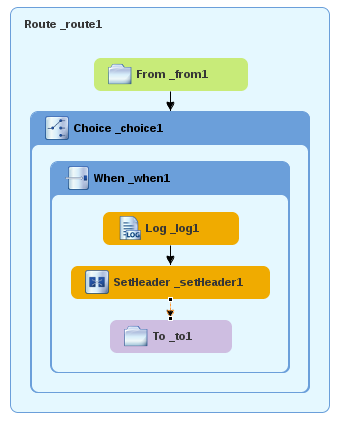 Route _route1
From _from1
Choice _choice1
When _when1
LOG
Log _log1
SetHeader _setHeader1
To _to1